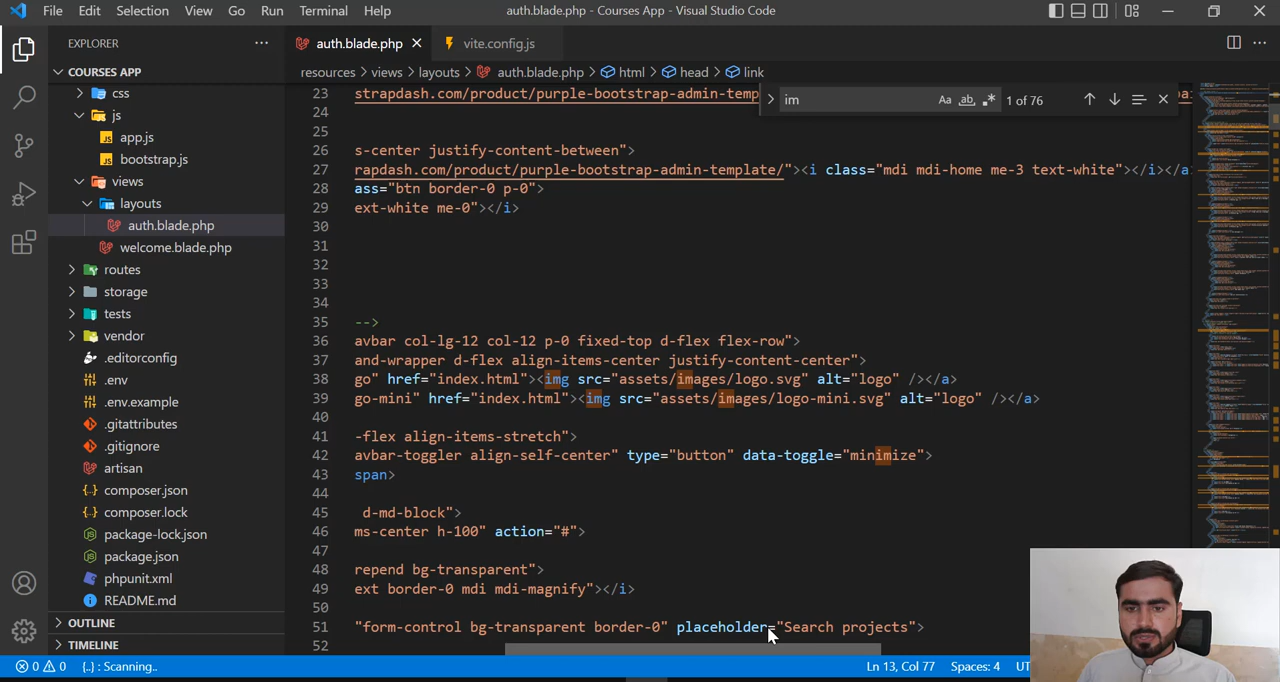 File Edit Selection View Go Run Terminal Help auth.blade.php - Courses App - Visual Studio Code
EXPLORER
auth.blade.php
vite.config.js
COURSES APP
resources > views > layouts > auth.blade.php > html > head > link
css
js
app.js
bootstrap.js
views
layouts
auth.blade.php
welcome.blade.php
routes
storage
tests
vendor
.editorconfig
.env
.env.example
.gitattributes
.gitignore
artisan
composer.json
composer.lock
package-lock.json
package.json
phpunit.xml
README.md
OUTLINE
TIMELINE
im Aa ab 1 of 76
23 strapdash.com/product/purple-bootstrap-admin-temp
24
25
26 s-center justify-content-between">
27 rapdash.com/product/purple-bootstrap-admin-template/"><i class="mdi mdi-home me-3 text-white"></i></a
28 ass="btn border-0 p-0">
29 ext-white me-0"></i>
30
31
32
33
34
35 -->
36 avbar col-lg-12 col-12 p-0 fixed-top d-flex flex-row">
37 and-wrapper d-flex align-items-center justify-content-center">
38 go" href="index.html"><img src="assets/images/logo.svg" alt="logo" /></a>
39 go-mini" href="index.html"><img src="assets/images/logo-mini.svg" alt="logo" /></a>
40
41 -flex align-items-stretch">
42 avbar-toggler align-self-center" type="button" data-toggle="minimize">
43 span>
44
45 d-md-block">
46 ms-center h-100" action="#">
47
48 repend bg-transparent">
49 ext border-0 mdi mdi-magnify"></i>
50
51 "form-control bg-transparent border-0" placeholder="Search projects">
52
0 0 {..} : Scanning.. Ln 13, Col 77 Spaces: 4